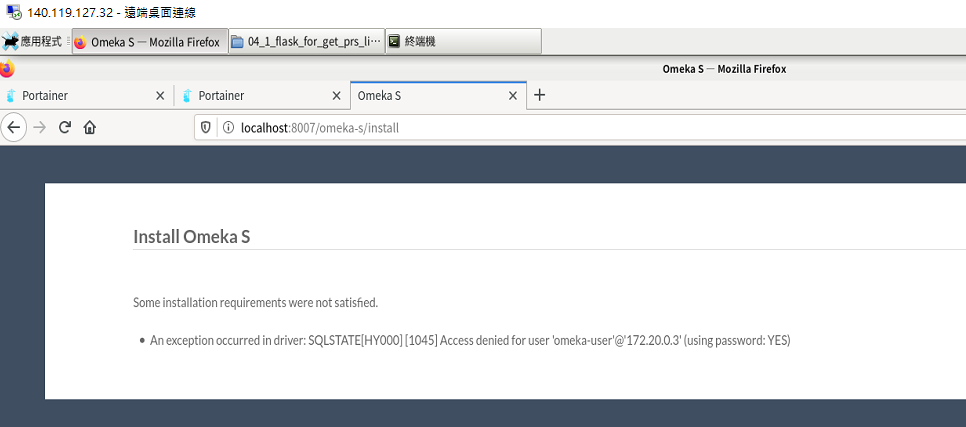 140.119.127.32 - 遠端桌面連線
應用程式 Omeka S — Mozilla Firefox 04_1_flask_for_get_prs_li··· 終端機
Omeka S — Mozilla Firefox
Portainer Portainer Omeka S
localhost:8007/omeka-s/install
Install Omeka S
Some installation requirements were not satisfied.
• An exception occurred in driver: SQLSTATE[HY000] [1045] Access denied for user 'omeka-user'@'172.20.0.3' (using password: YES)